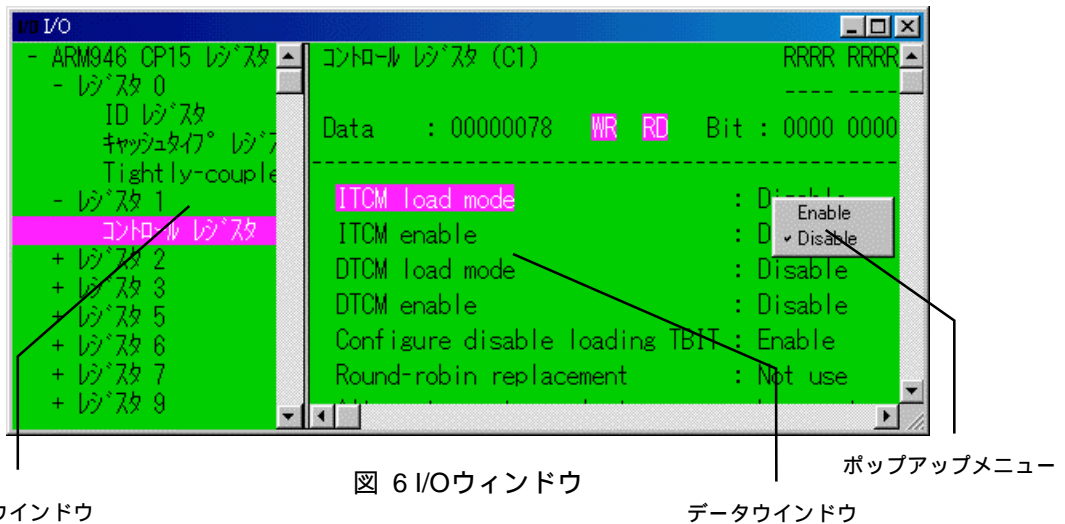 I/O I/O
- ARM946 CP15 レジスタ
- レジスタ 0
ID レジスタ
キャッシュタイプ レジス
Tightly-couple
- レジスタ 1
コントロール レジスタ
+ レジスタ 2
+ レジスタ 3
+ レジスタ 5
+ レジスタ 6
+ レジスタ 7
+ レジスタ 9
コントロール レジスタ (C1) RRRR RRRR
---- ----
Data : 00000078 WR RD Bit : 0000 0000
ITCM load mode : Disable
ITCM enable : D
DTCM load mode : Disable
DTCM enable : Disable
Configure disable loading TBIT : Enable
Round-robin replacement : Not use
Enable
✓ Disable
ポップアップメニュー
図 6 I/Oウィンドウ
ウインドウ
データウインドウ